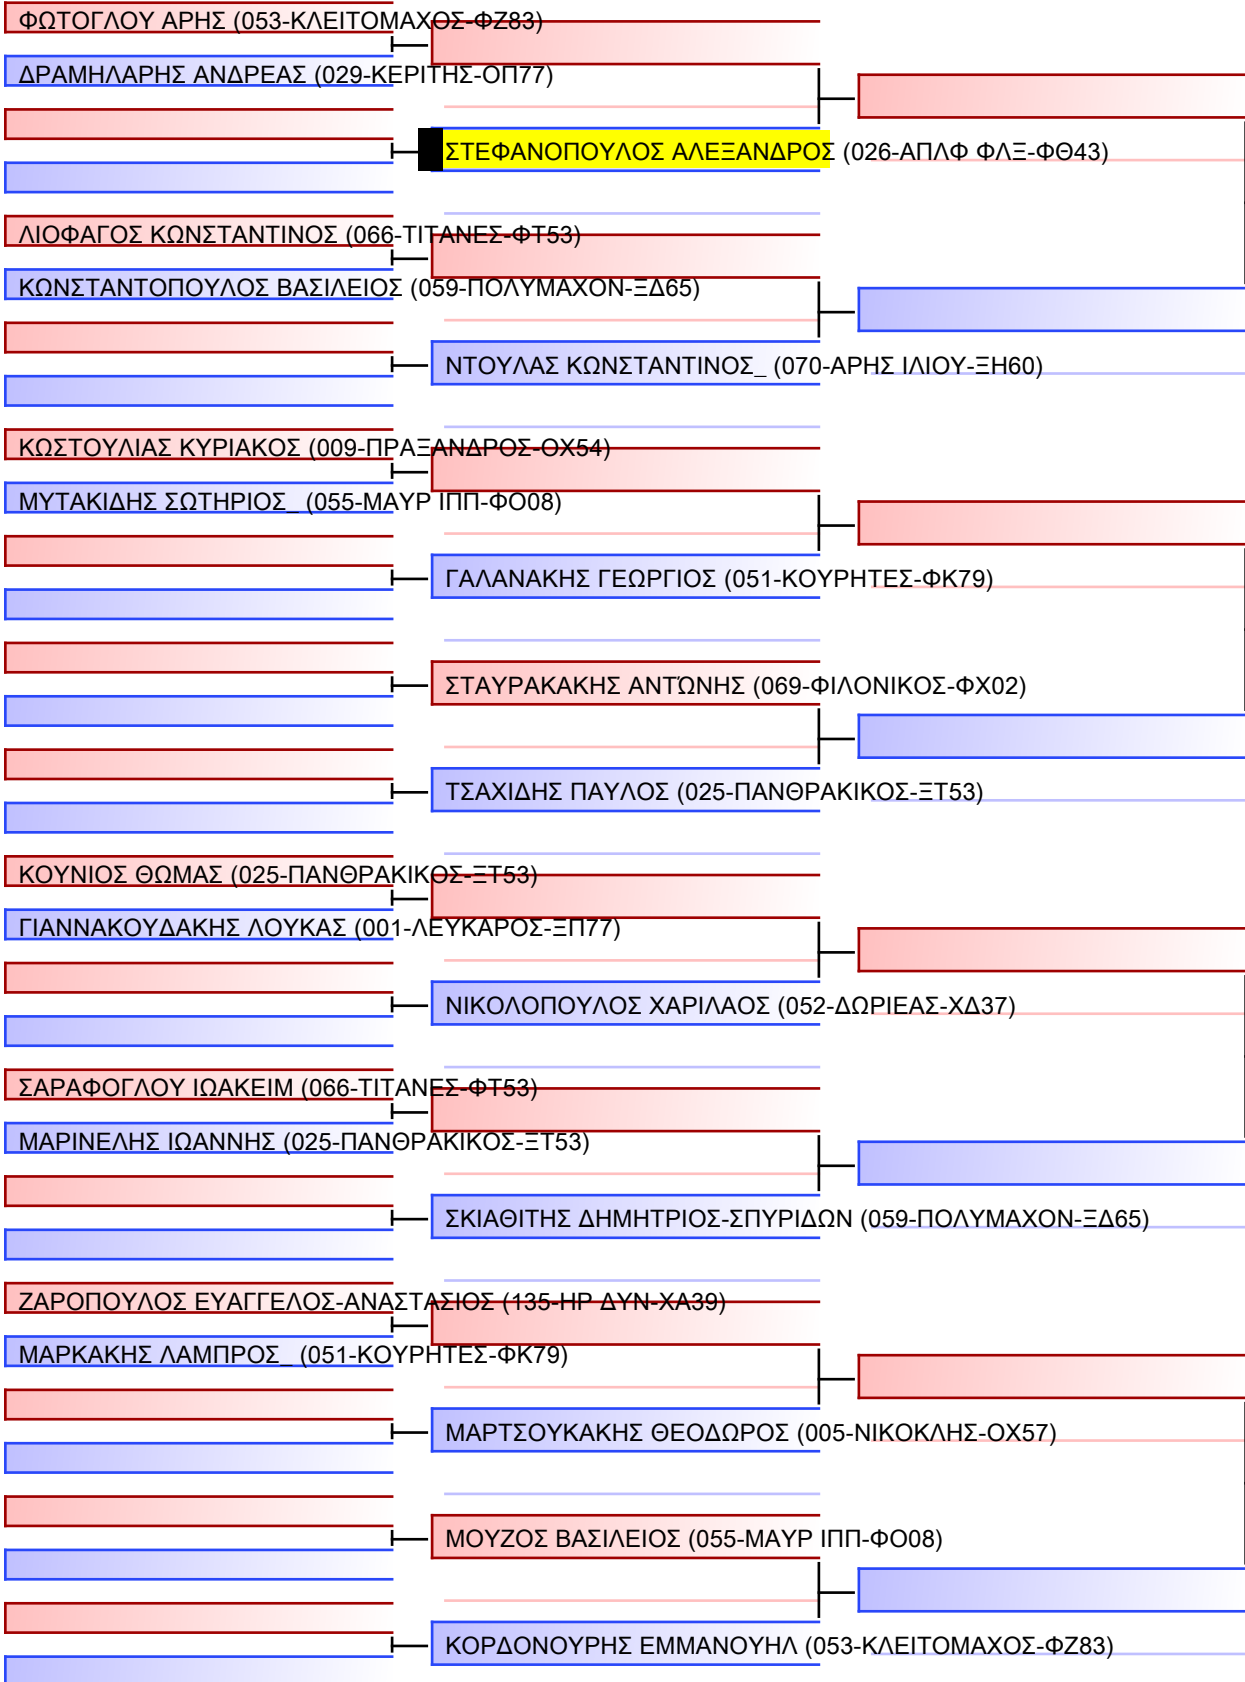 ΦΩΤΟΓΛΟΥ ΑΡΗΣ (053-ΚΛΕΙΤΟΜΑΧΟΣ-ΦΖ83)
ΔΡΑΜΗΛΑΡΗΣ ΑΝΔΡΕΑΣ (029-ΚΕΡΙΤΗΣ-ΟΠ77)
ΣΤΕΦΑΝΟΠΟΥΛΟΣ ΑΛΕΞΑΝΔΡΟΣ (026-ΑΠΛΦ ΦΛΞ-ΦΘ43)
ΛΙΟΦΑΓΟΣ ΚΩΝΣΤΑΝΤΙΝΟΣ (066-ΤΙΤΑΝΕΣ-ΦΤ53)
ΚΩΝΣΤΑΝΤΟΠΟΥΛΟΣ ΒΑΣΙΛΕΙΟΣ (059-ΠΟΛΥΜΑΧΟΝ-ΞΔ65)
ΝΤΟΥΛΑΣ ΚΩΝΣΤΑΝΤΙΝΟΣ_ (070-ΑΡΗΣ ΙΛΙΟΥ-ΞΗ60)
ΚΩΣΤΟΥΛΙΑΣ ΚΥΡΙΑΚΟΣ (009-ΠΡΑΞΑΝΔΡΟΣ-ΟΧ54)
ΜΥΤΑΚΙΔΗΣ ΣΩΤΗΡΙΟΣ_ (055-ΜΑΥΡ ΙΠΠ-ΦΟ08)
ΓΑΛΑΝΑΚΗΣ ΓΕΩΡΓΙΟΣ (051-ΚΟΥΡΗΤΕΣ-ΦΚ79)
ΣΤΑΥΡΑΚΑΚΗΣ ΑΝΤΏΝΗΣ (069-ΦΙΛΟΝΙΚΟΣ-ΦΧ02)
ΤΣΑΧΙΔΗΣ ΠΑΥΛΟΣ (025-ΠΑΝΘΡΑΚΙΚΟΣ-ΞΤ53)
ΚΟΥΝΙΟΣ ΘΩΜΑΣ (025-ΠΑΝΘΡΑΚΙΚΟΣ-ΞΤ53)
ΓΙΑΝΝΑΚΟΥΔΑΚΗΣ ΛΟΥΚΑΣ (001-ΛΕΥΚΑΡΟΣ-ΞΠ77)
ΝΙΚΟΛΟΠΟΥΛΟΣ ΧΑΡΙΛΑΟΣ (052-ΔΩΡΙΕΑΣ-ΧΔ37)
ΣΑΡΑΦΟΓΛΟΥ ΙΩΑΚΕΙΜ (066-ΤΙΤΑΝΕΣ-ΦΤ53)
ΜΑΡΙΝΕΛΗΣ ΙΩΑΝΝΗΣ (025-ΠΑΝΘΡΑΚΙΚΟΣ-ΞΤ53)
ΣΚΙΑΘΙΤΗΣ ΔΗΜΗΤΡΙΟΣ-ΣΠΥΡΙΔΩΝ (059-ΠΟΛΥΜΑΧΟΝ-ΞΔ65)
ΖΑΡΟΠΟΥΛΟΣ ΕΥΑΓΓΕΛΟΣ-ΑΝΑΣΤΑΣΙΟΣ (135-ΗΡ ΔΥΝ-ΧΑ39)
ΜΑΡΚΑΚΗΣ ΛΑΜΠΡΟΣ_ (051-ΚΟΥΡΗΤΕΣ-ΦΚ79)
ΜΑΡΤΣΟΥΚΑΚΗΣ ΘΕΟΔΩΡΟΣ (005-ΝΙΚΟΚΛΗΣ-ΟΧ57)
ΜΟΥΖΟΣ ΒΑΣΙΛΕΙΟΣ (055-ΜΑΥΡ ΙΠΠ-ΦΟ08)
ΚΟΡΔΟΝΟΥΡΗΣ ΕΜΜΑΝΟΥΗΛ (053-ΚΛΕΙΤΟΜΑΧΟΣ-ΦΖ83)